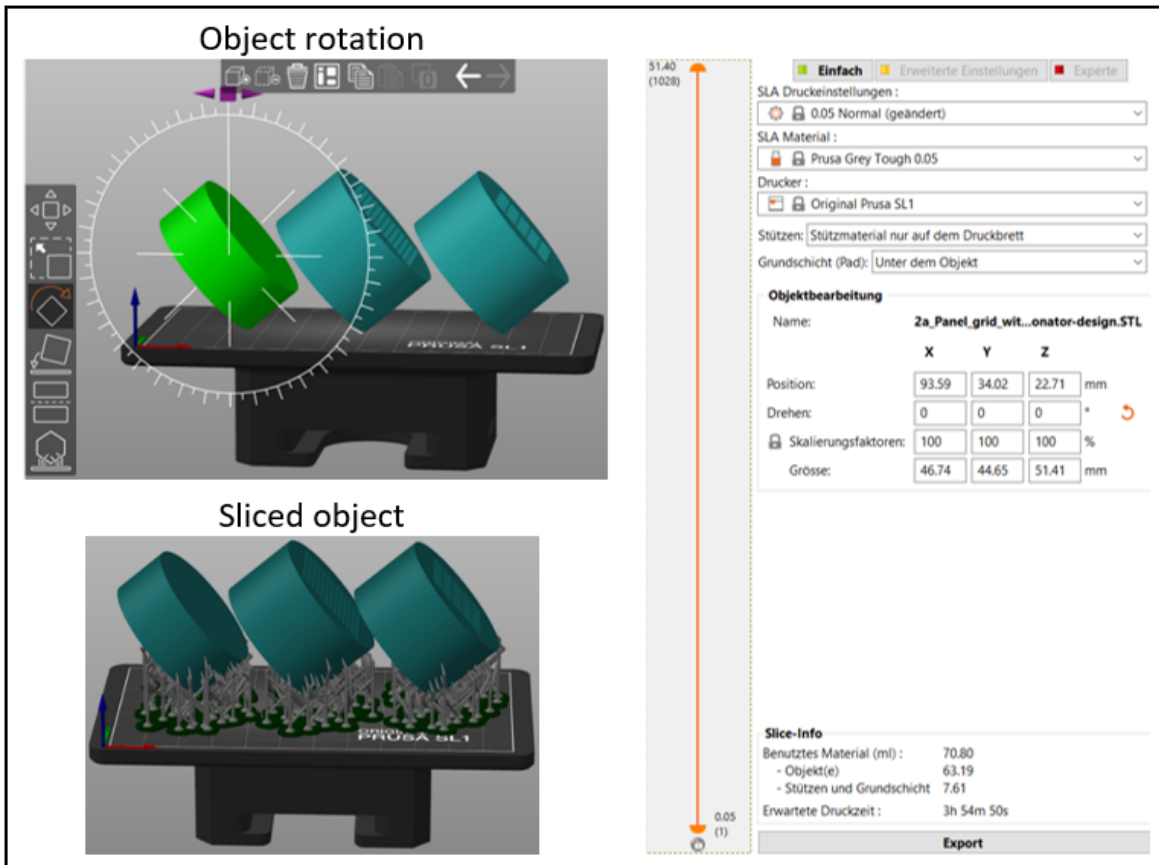 Object rotation
PRUSA SL1
Sliced object
PRUSA SL1
51.40
(1028)
0.05
(1)
Einfach Erweiterte Einstellungen Experte
SLA Druckeinstellungen :
0.05 Normal (geändert)
SLA Material :
Prusa Grey Tough 0.05
Drucker :
Original Prusa SL1
Stützen: Stützmaterial nur auf dem Druckbrett
Grundschicht (Pad): Unter dem Objekt
Objektbearbeitung
Name: 2a_Panel_grid_wit...onator-design.STL
X Y Z
Position: 93.59 34.02 22.71 mm
Drehen: 0 0 0 °
Skalierungsfaktoren: 100 100 100 %
Grösse: 46.74 44.65 51.41 mm
Slice-Info
Benutztes Material (ml) : 70.80
- Objekt(e) 63.19
- Stützen und Grundschicht 7.61
Erwartete Druckzeit : 3h 54m 50s
Export